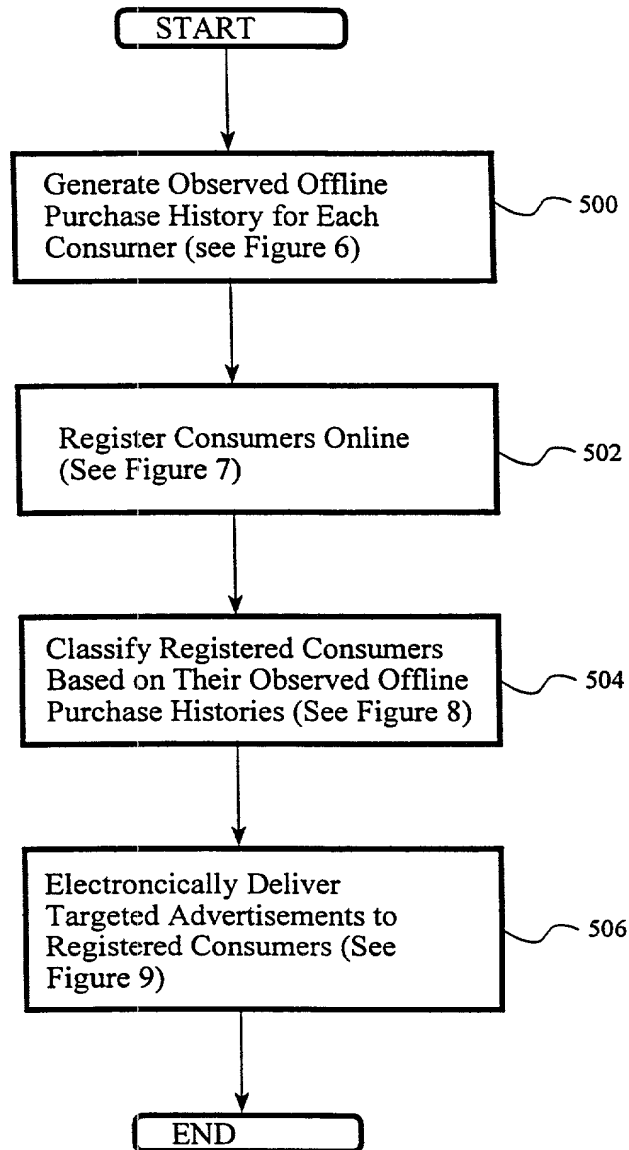 START
Generate Observed Offline
Purchase History for Each
Consumer (see Figure 6)
500
Register Consumers Online
(See Figure 7)
502
Classify Registered Consumers
Based on Their Observed Offline
Purchase Histories (See Figure 8)
504
Electroncically Deliver
Targeted Advertisements to
Registered Consumers (See
Figure 9)
506
END